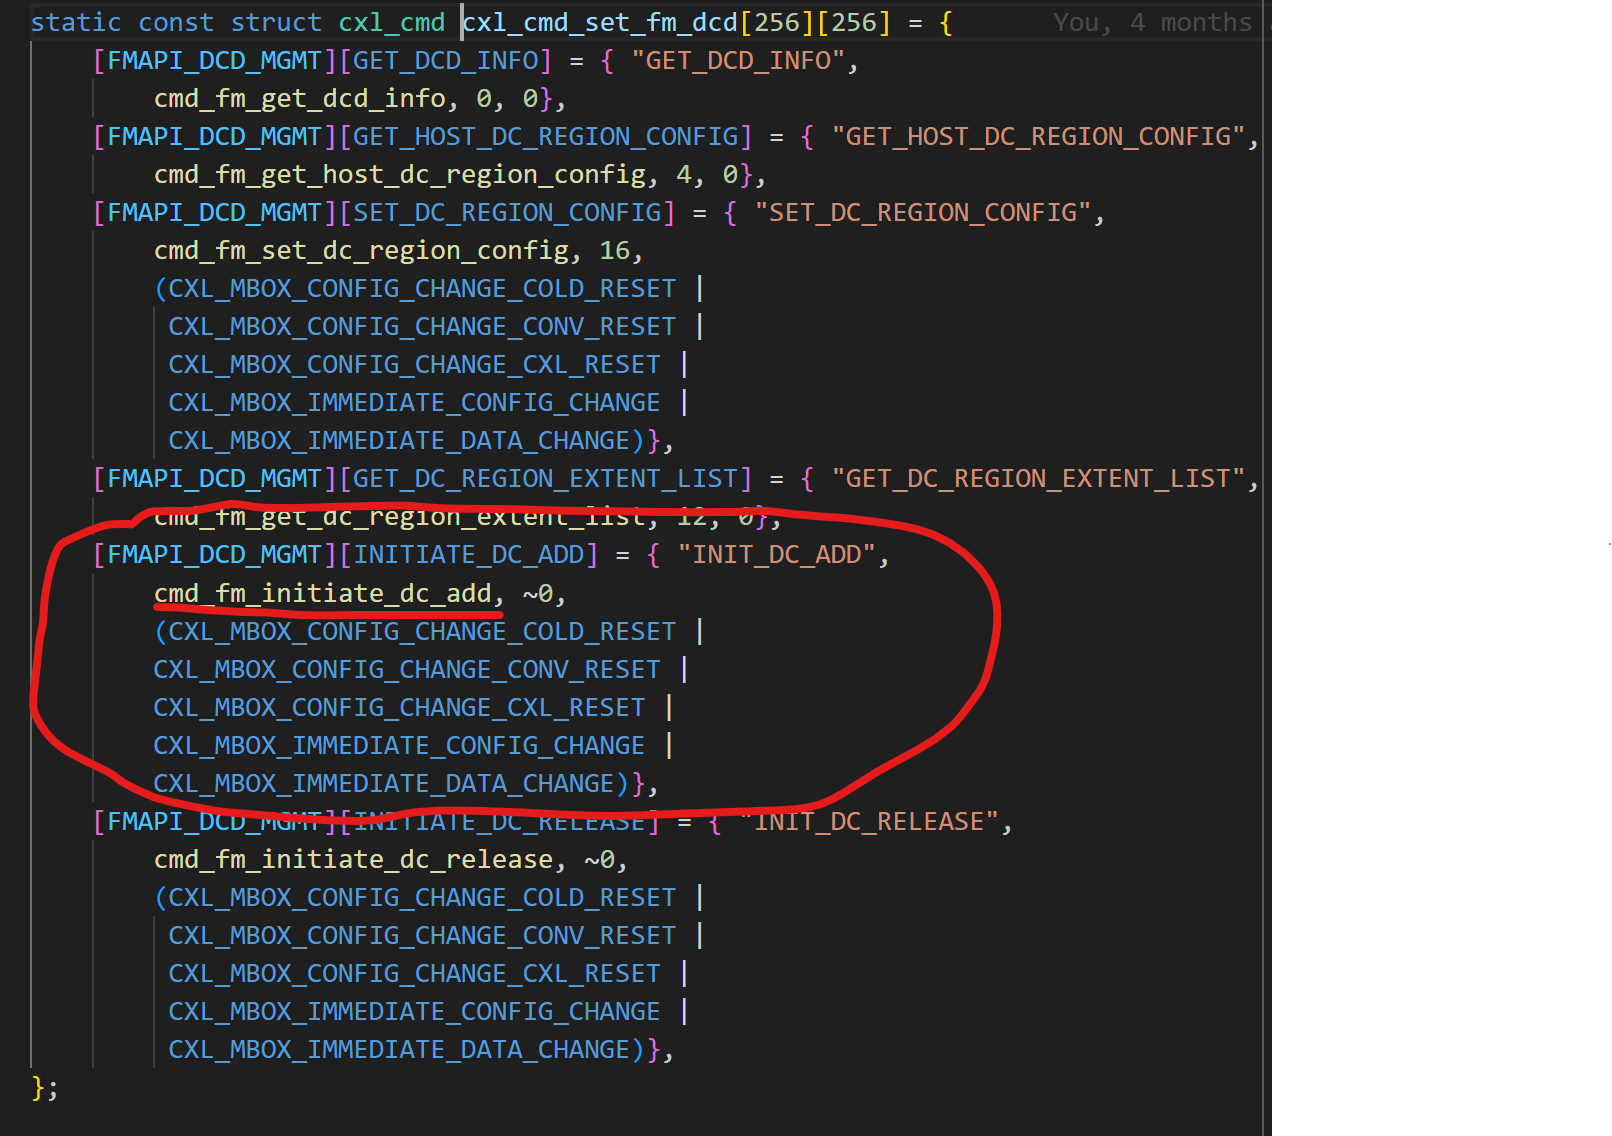 static const struct cxl_cmd cxl_cmd_set_fm_dcd[256][256] = { You, 4 months
[FMAPI_DCD_MGMT][GET_DCD_INFO] = { "GET_DCD_INFO",
cmd_fm_get_dcd_info, 0, 0},
[FMAPI_DCD_MGMT][GET_HOST_DC_REGION_CONFIG] = { "GET_HOST_DC_REGION_CONFIG",
cmd_fm_get_host_dc_region_config, 4, 0},
[FMAPI_DCD_MGMT][SET_DC_REGION_CONFIG] = { "SET_DC_REGION_CONFIG",
cmd_fm_set_dc_region_config, 16,
(CXL_MBOX_CONFIG_CHANGE_COLD_RESET |
CXL_MBOX_CONFIG_CHANGE_CONV_RESET |
CXL_MBOX_CONFIG_CHANGE_CXL_RESET |
CXL_MBOX_IMMEDIATE_CONFIG_CHANGE |
CXL_MBOX_IMMEDIATE_DATA_CHANGE)},
[FMAPI_DCD_MGMT][GET_DC_REGION_EXTENT_LIST] = { "GET_DC_REGION_EXTENT_LIST",
cmd_fm_get_dc_region_extent_list, 12, 0},
[FMAPI_DCD_MGMT][INITIATE_DC_ADD] = { "INIT_DC_ADD",
cmd_fm_initiate_dc_add, ~0,
(CXL_MBOX_CONFIG_CHANGE_COLD_RESET |
CXL_MBOX_CONFIG_CHANGE_CONV_RESET |
CXL_MBOX_CONFIG_CHANGE_CXL_RESET |
CXL_MBOX_IMMEDIATE_CONFIG_CHANGE |
CXL_MBOX_IMMEDIATE_DATA_CHANGE)},
[FMAPI_DCD_MGMT][INITIATE_DC_RELEASE] = { "INIT_DC_RELEASE",
cmd_fm_initiate_dc_release, ~0,
(CXL_MBOX_CONFIG_CHANGE_COLD_RESET |
CXL_MBOX_CONFIG_CHANGE_CONV_RESET |
CXL_MBOX_CONFIG_CHANGE_CXL_RESET |
CXL_MBOX_IMMEDIATE_CONFIG_CHANGE |
CXL_MBOX_IMMEDIATE_DATA_CHANGE)},
};